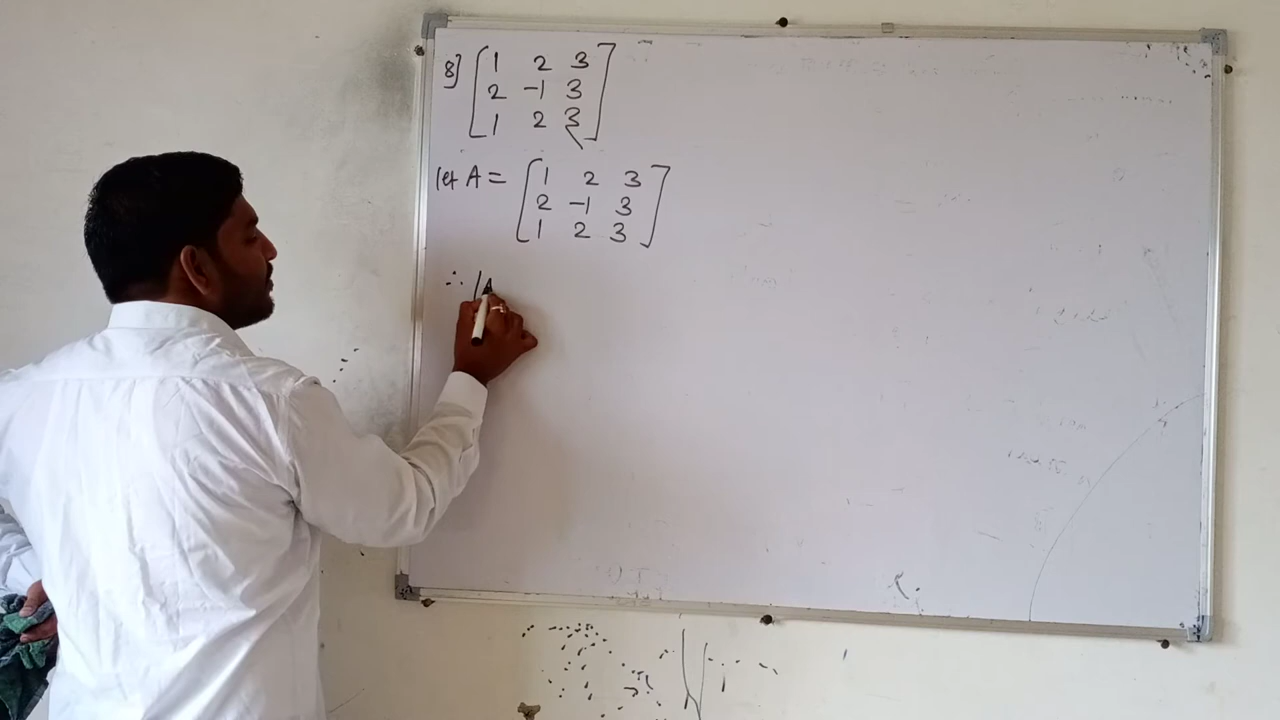 8] [1 2 3
2 -1 3
1 2 3]
let A = [1 2 3
2 -1 3
1 2 3]
∴ |A